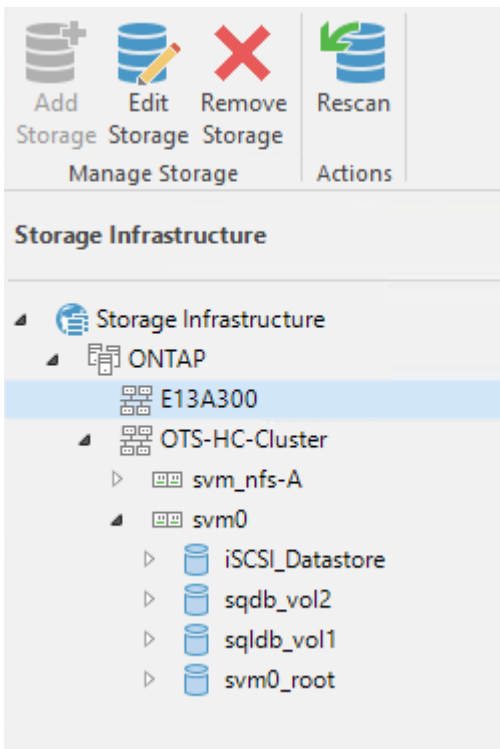 Add Edit Remove Rescan
Storage Storage Storage
Manage Storage Actions
Storage Infrastructure
Storage Infrastructure
ONTAP
E13A300
OTS-HC-Cluster
svm_nfs-A
svm0
iSCSI_Datastore
sqdb_vol2
sqldb_vol1
svm0_root